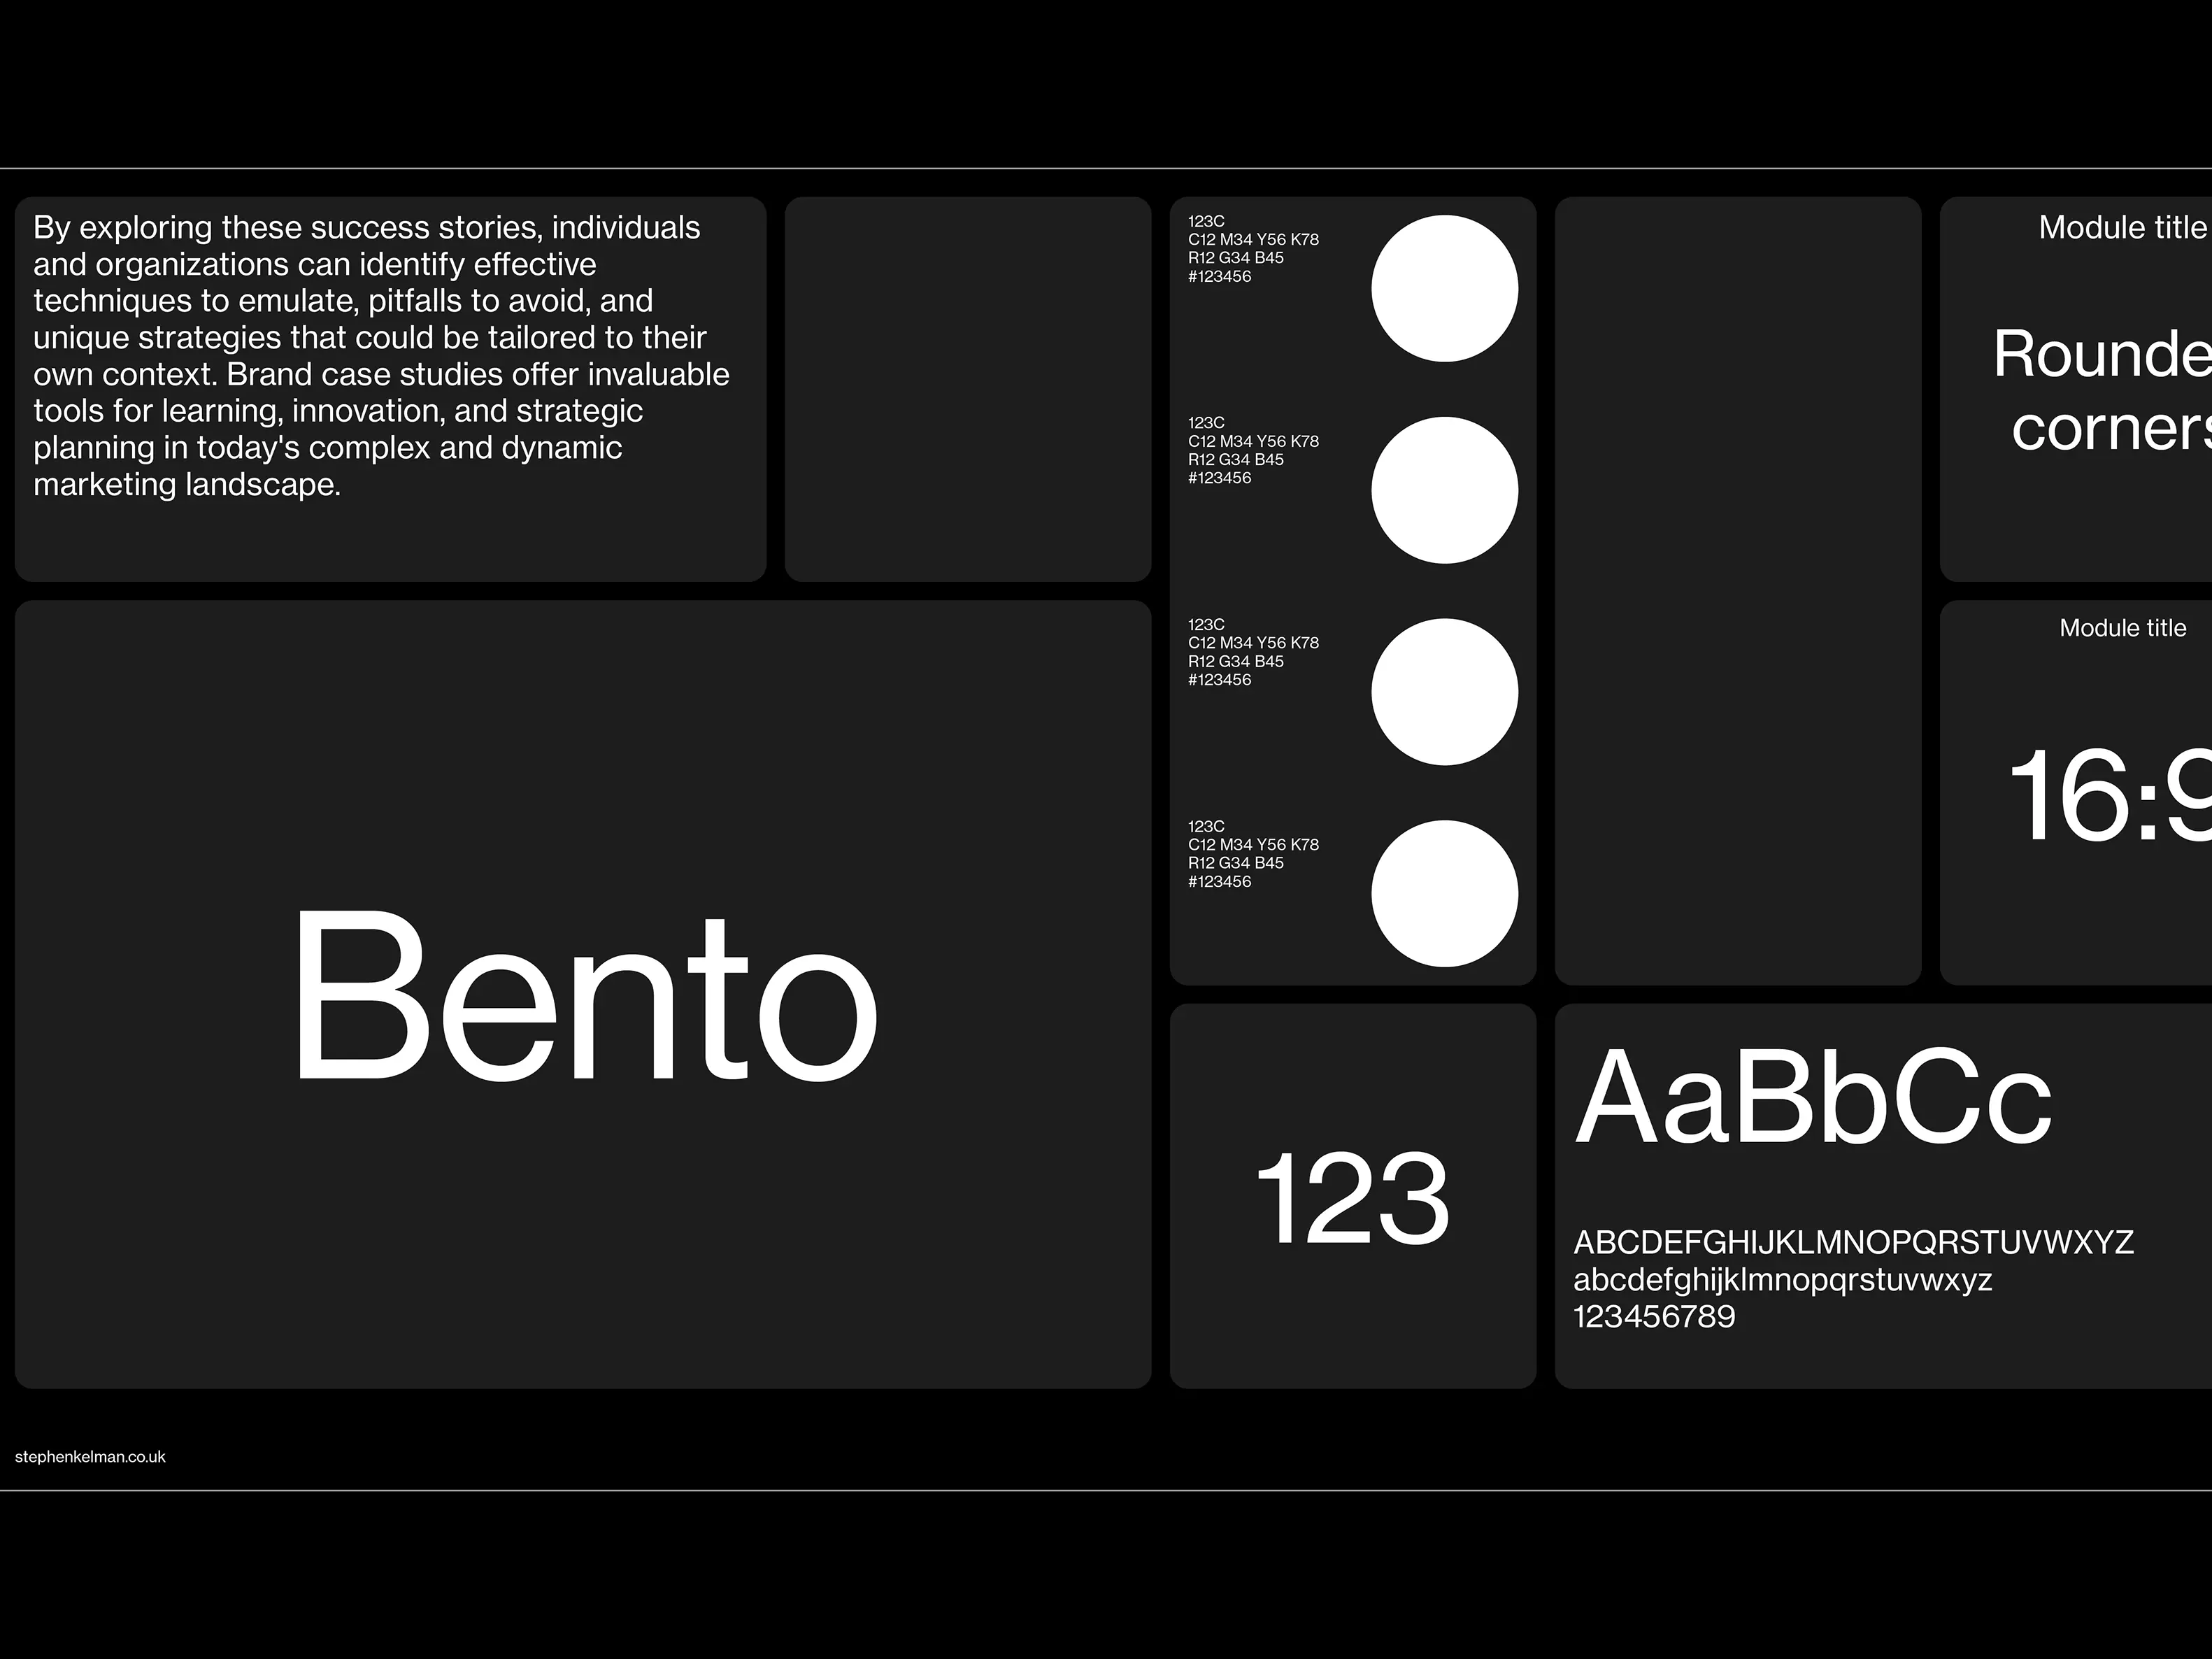 By exploring these success stories, individuals
and organizations can identify effective
techniques to emulate, pitfalls to avoid, and
unique strategies that could be tailored to their
own context. Brand case studies offer invaluable
tools for learning, innovation, and strategic
planning in today's complex and dynamic
marketing landscape.
Bento
123C
C12 M34 Y56 K78
R12 G34 B45
#123456
123C
C12 M34 Y56 K78
R12 G34 B45
#123456
123C
C12 M34 Y56 K78
R12 G34 B45
#123456
123C
C12 M34 Y56 K78
R12 G34 B45
#123456
123
Module title
Rounde
corners
Module title
16:9
AaBbCc
ABCDEFGHIJKLMNOPQRSTUVWXYZ
abcdefghijklmnopqrstuvwxyz
123456789
stephenkelman.co.uk